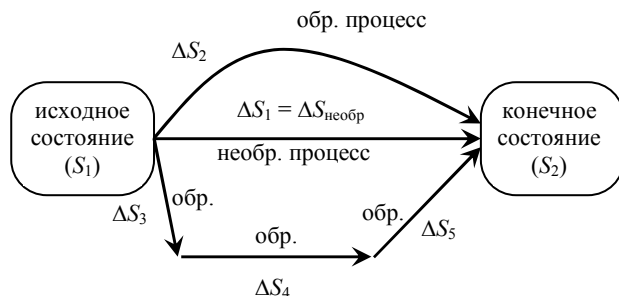 обр. процесс
ΔS₂
исходное
состояние
(S₁)
ΔS₁ = ΔSнеобр
необр. процесс
конечное
состояние
(S₂)
ΔS₃
обр.
обр.
обр.
ΔS₅
ΔS₄